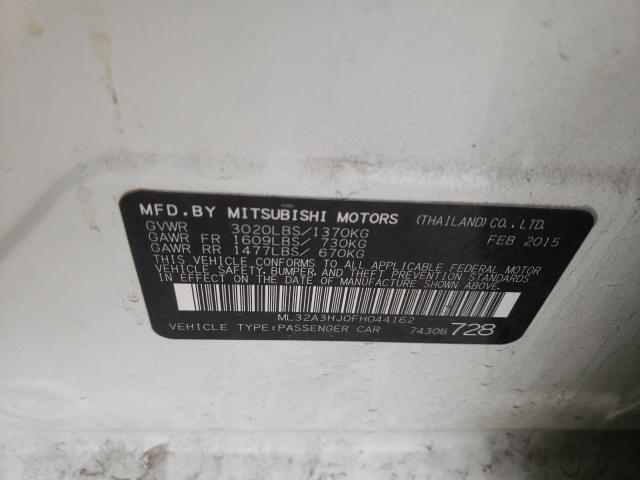 MFD.BY MITSUBISHI MOTORS (THAILAND)CO.,LTD.
GVWR 3020LBS/1370KG FEB 2015
GAWR FR 1609LBS/ 730KG
GAWR RR 1477LBS/ 670KG
THIS VEHICLE CONFORMS TO ALL APPLICABLE FEDERAL MOTOR
VEHICLE SAFETY, BUMPER, AND THEFT PREVENTION STANDARDS
IN EFFECT ON THE DATE OF MANUFACTURE SHOWN ABOVE.
ML32A3HJ0FH044162
VEHICLE TYPE:PASSENGER CAR 7430B 728